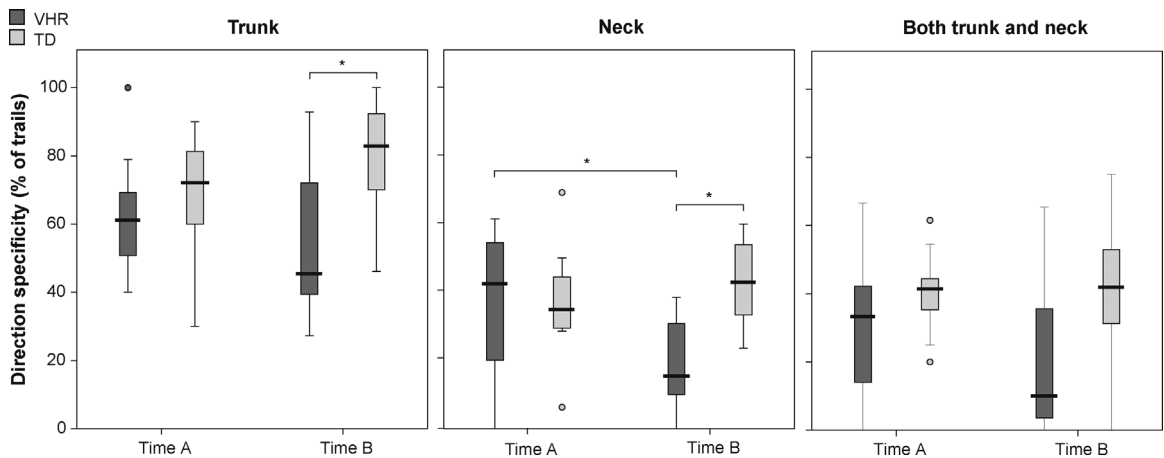 VHR
TD
Trunk
Neck
Both trunk and neck
Direction specificity (% of trails)
100
80
60
40
20
0
*
*
*
Time A
Time B
Time A
Time B
Time A
Time B